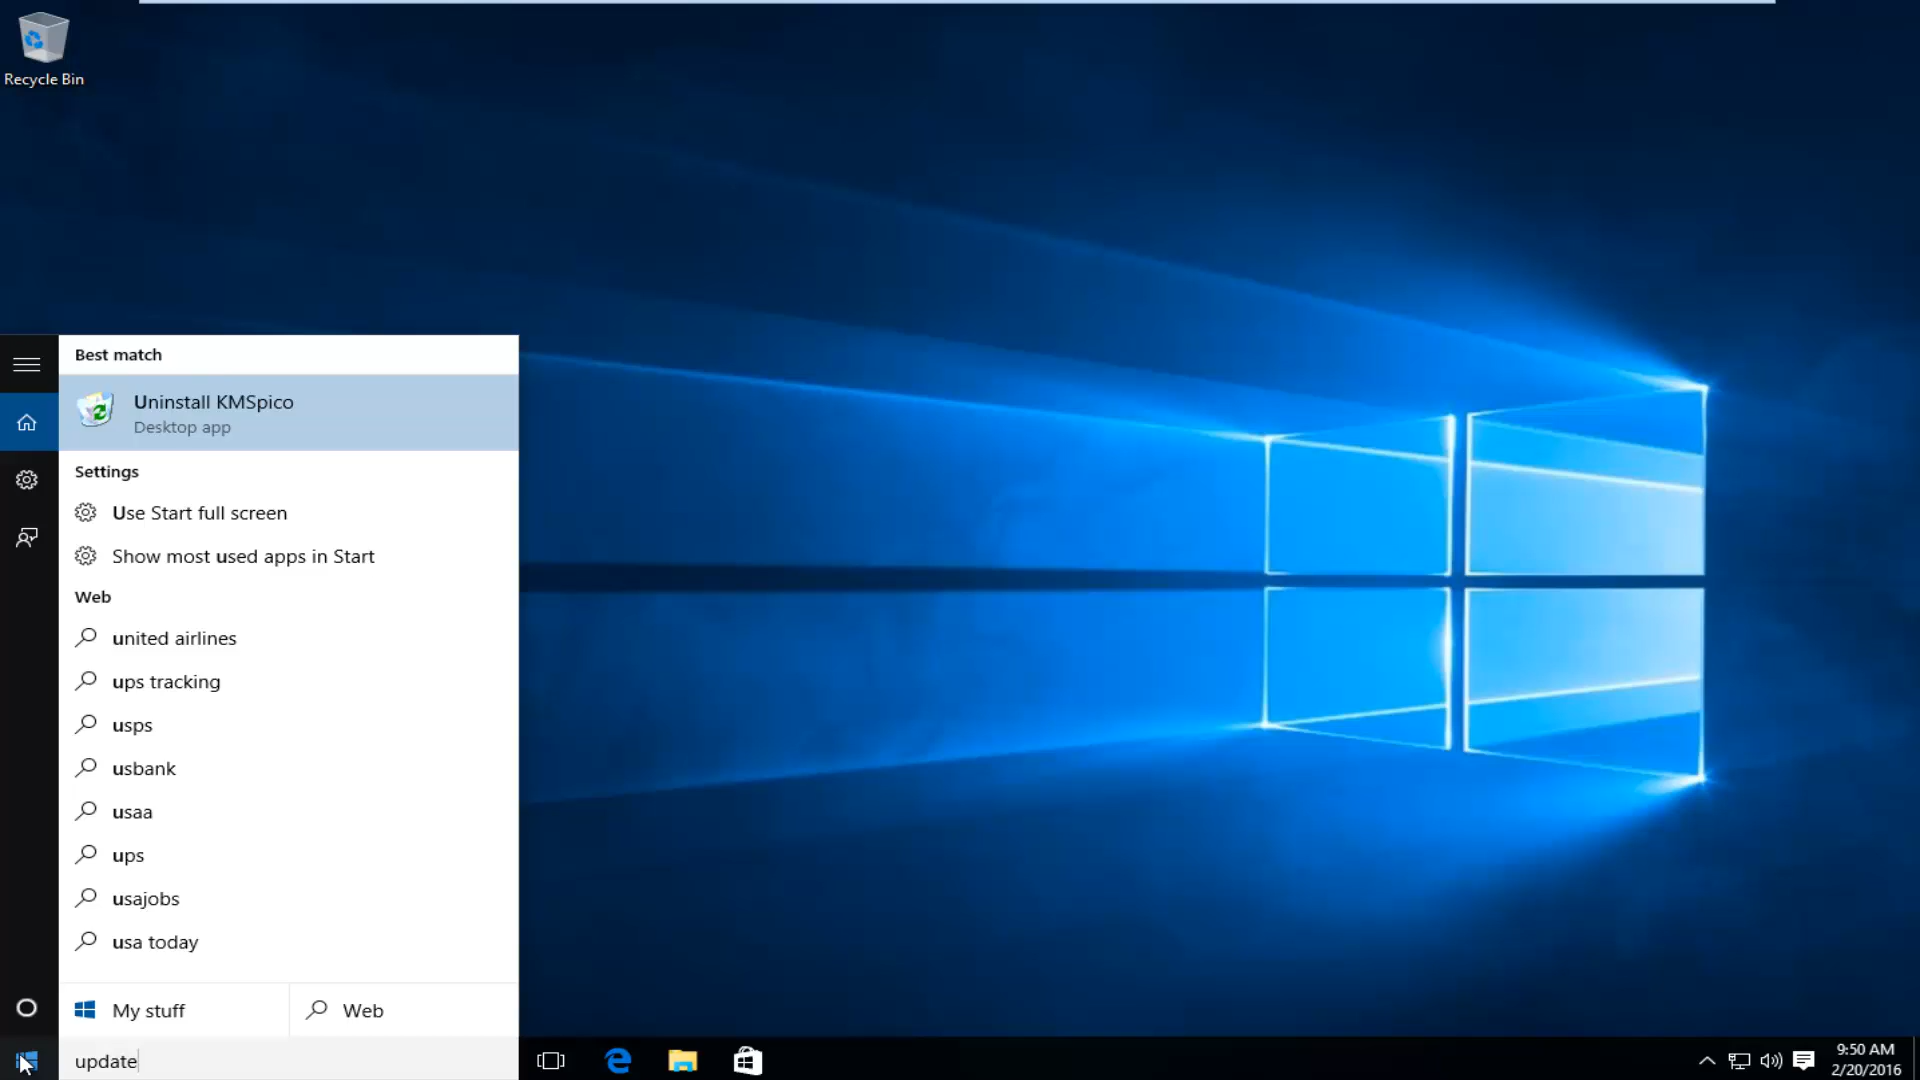 Recycle Bin
Best match
Uninstall KMSpico
Desktop app
Settings
Use Start full screen
Show most used apps in Start
Web
united airlines
ups tracking
usps
usbank
usaa
ups
usajobs
usa today
My stuff
Web
update
9:50 AM
2/20/2016